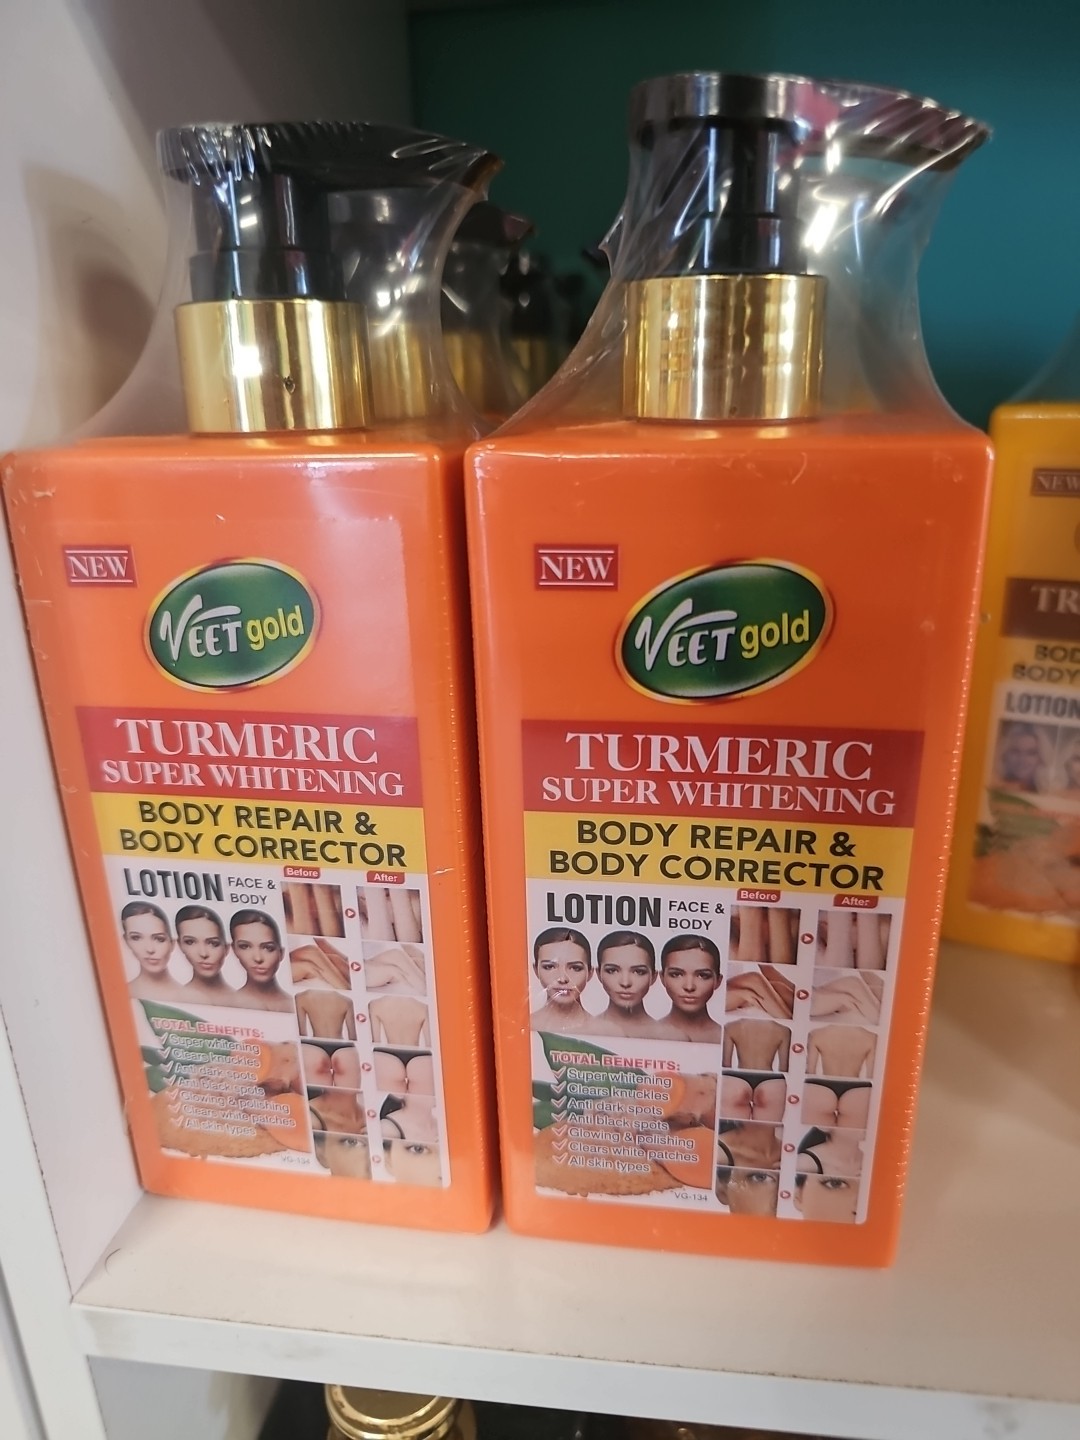 NEW
VEET gold
TURMERIC
SUPER WHITENING
BODY REPAIR &
BODY CORRECTOR
LOTION FACE &
BODY
Before
After
TOTAL BENEFITS:
Super whitening
Clears knuckles
Anti dark spots
Anti black spots
Glowing & polishing
Clears white patches
All skin types
VG-134
NEW
VEET gold
TURMERIC
SUPER WHITENING
BODY REPAIR &
BODY CORRECTOR
LOTION FACE &
BODY
Before
After
TOTAL BENEFITS:
Super whitening
Clears knuckles
Anti dark spots
Anti black spots
Glowing & polishing
Clears white patches
All skin types
VG-134
NEW
LOTION